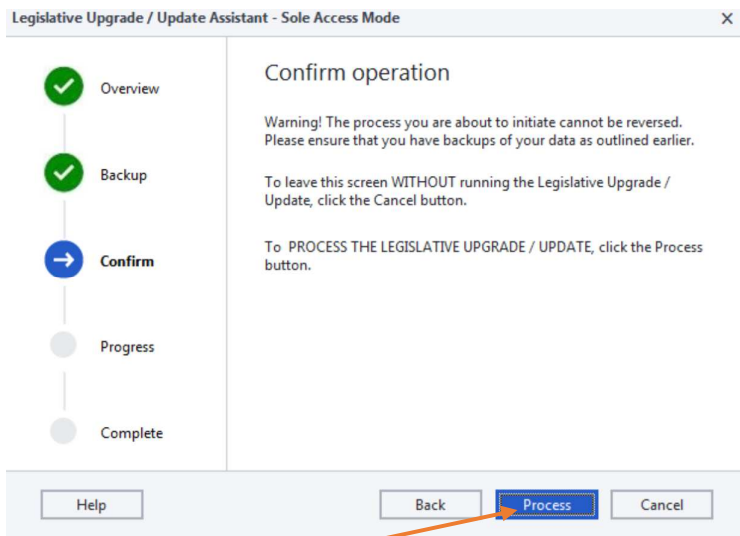 Legislative Upgrade / Update Assistant - Sole Access Mode X
Overview
Backup
Confirm
Progress
Complete
Confirm operation
Warning! The process you are about to initiate cannot be reversed.
Please ensure that you have backups of your data as outlined earlier.
To leave this screen WITHOUT running the Legislative Upgrade /
Update, click the Cancel button.
To PROCESS THE LEGISLATIVE UPGRADE / UPDATE, click the Process
button.
Help Back Process Cancel